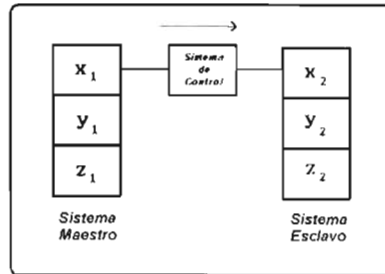 Sistema
de
Control
x₁
x₂
y₁
y₂
z₁
z₂
Sistema
Maestro
Sistema
Esclavo